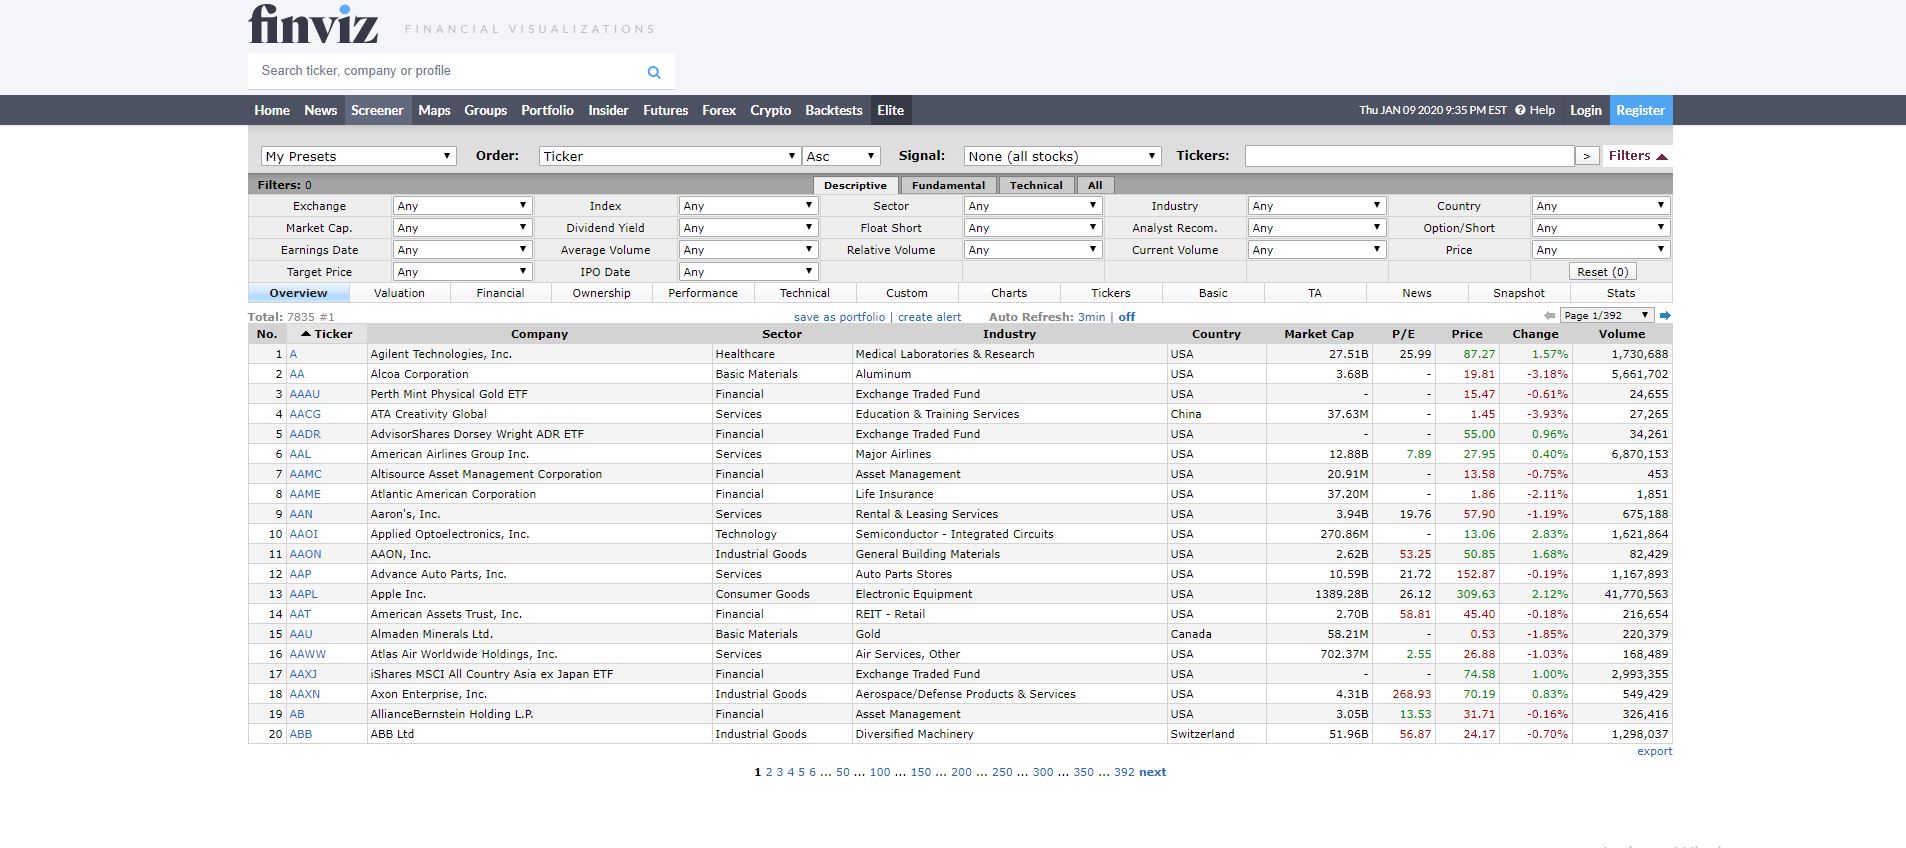 finviz FINANCIAL VISUALIZATIONS
Search ticker, company or profile
Home News Screener Maps Groups Portfolio Insider Futures Forex Crypto Backtests Elite Thu JAN 09 2020 9:35 PM EST Help Login Register
My Presets Order: Ticker Asc Signal: None (all stocks) Tickers: > Filters
Filters: 0 Descriptive Fundamental Technical All
Exchange Any Index Any Sector Any Industry Any Country Any
Market Cap. Any Dividend Yield Any Float Short Any Analyst Recom. Any Option/Short Any
Earnings Date Any Average Volume Any Relative Volume Any Current Volume Any Price Any
Target Price Any IPO Date Any Reset (0)
Overview Valuation Financial Ownership Performance Technical Custom Charts Tickers Basic TA News Snapshot Stats
Total: 7835 #1 save as portfolio | create alert Auto Refresh: 3min | off Page 1/392
No. Ticker Company Sector Industry Country Market Cap P/E Price Change Volume
1 A Agilent Technologies, Inc. Healthcare Medical Laboratories & Research USA 27.51B 25.99 87.27 1.57% 1,730,688
2 AA Alcoa Corporation Basic Materials Aluminum USA 3.68B - 19.81 -3.18% 5,661,702
3 AAAU Perth Mint Physical Gold ETF Financial Exchange Traded Fund USA - - 15.47 -0.61% 24,655
4 AACG ATA Creativity Global Services Education & Training Services China 37.63M - 1.45 -3.93% 27,265
5 AADR AdvisorShares Dorsey Wright ADR ETF Financial Exchange Traded Fund USA - - 55.00 0.96% 34,261
6 AAL American Airlines Group Inc. Services Major Airlines USA 12.88B 7.89 27.95 0.40% 6,870,153
7 AAMC Altisource Asset Management Corporation Financial Asset Management USA 20.91M - 13.58 -0.75% 453
8 AAME Atlantic American Corporation Financial Life Insurance USA 37.20M - 1.86 -2.11% 1,851
9 AAN Aaron's, Inc. Services Rental & Leasing Services USA 3.94B 19.76 57.90 -1.19% 675,188
10 AAOI Applied Optoelectronics, Inc. Technology Semiconductor - Integrated Circuits USA 270.86M - 13.06 2.83% 1,621,864
11 AAON AAON, Inc. Industrial Goods General Building Materials USA 2.62B 53.25 50.85 1.68% 82,429
12 AAP Advance Auto Parts, Inc. Services Auto Parts Stores USA 10.59B 21.72 152.87 -0.19% 1,167,893
13 AAPL Apple Inc. Consumer Goods Electronic Equipment USA 1389.28B 26.12 309.63 2.12% 41,770,563
14 AAT American Assets Trust, Inc. Financial REIT - Retail USA 2.70B 58.81 45.40 -0.18% 216,654
15 AAU Almaden Minerals Ltd. Basic Materials Gold Canada 58.21M - 0.53 -1.85% 220,379
16 AAWW Atlas Air Worldwide Holdings, Inc. Services Air Services, Other USA 702.37M 2.55 26.88 -1.03% 168,489
17 AAXJ iShares MSCI All Country Asia ex Japan ETF Financial Exchange Traded Fund USA - - 74.58 1.00% 2,993,355
18 AAXN Axon Enterprise, Inc. Industrial Goods Aerospace/Defense Products & Services USA 4.31B 268.93 70.19 0.83% 549,429
19 AB AllianceBernstein Holding L.P. Financial Asset Management USA 3.05B 13.53 31.71 -0.16% 326,416
20 ABB ABB Ltd Industrial Goods Diversified Machinery Switzerland 51.96B 56.87 24.17 -0.70% 1,298,037
export
1 2 3 4 5 6 ... 50 ... 100 ... 150 ... 200 ... 250 ... 300 ... 350 ... 392 next